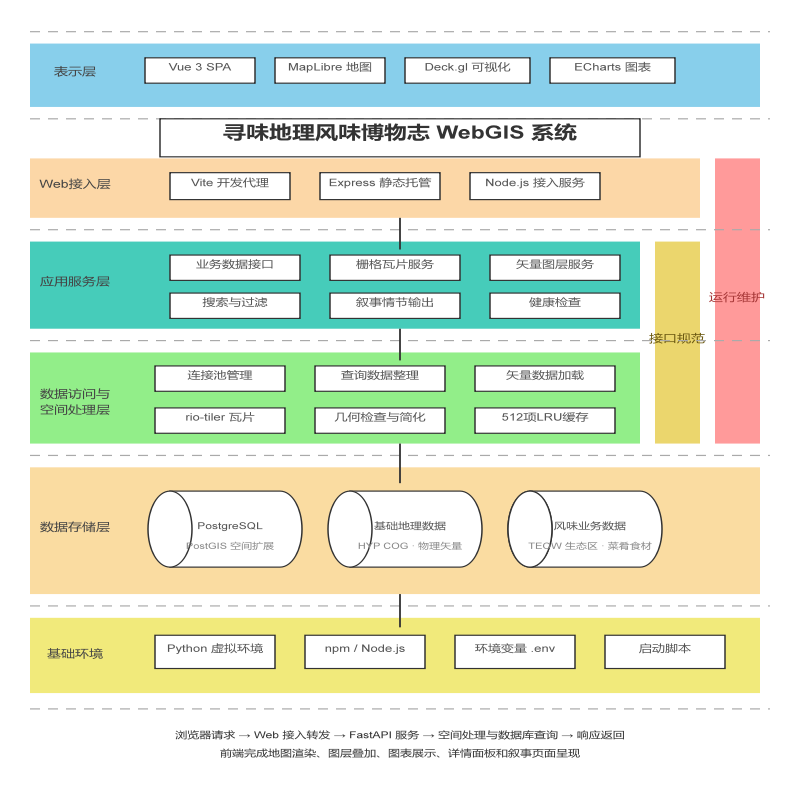 表示层
Vue 3 SPA
MapLibre 地图
Deck.gl 可视化
ECharts 图表
寻味地理风味博物志 WebGIS 系统
Web接入层
Vite 开发代理
Express 静态托管
Node.js 接入服务
应用服务层
业务数据接口
栅格瓦片服务
矢量图层服务
搜索与过滤
叙事情节输出
健康检查
运行维护
接口规范
数据访问与
空间处理层
连接池管理
查询数据整理
矢量数据加载
rio-tiler 瓦片
几何检查与简化
512项LRU缓存
数据存储层
PostgreSQL
PostGIS 空间扩展
基础地理数据
HYP COG · 物理矢量
风味业务数据
TEOW 生态区 · 菜肴食材
基础环境
Python 虚拟环境
npm / Node.js
环境变量 .env
启动脚本
浏览器请求 → Web 接入转发 → FastAPI 服务 → 空间处理与数据库查询 → 响应返回
前端完成地图渲染、图层叠加、图表展示、详情面板和叙事页面呈现